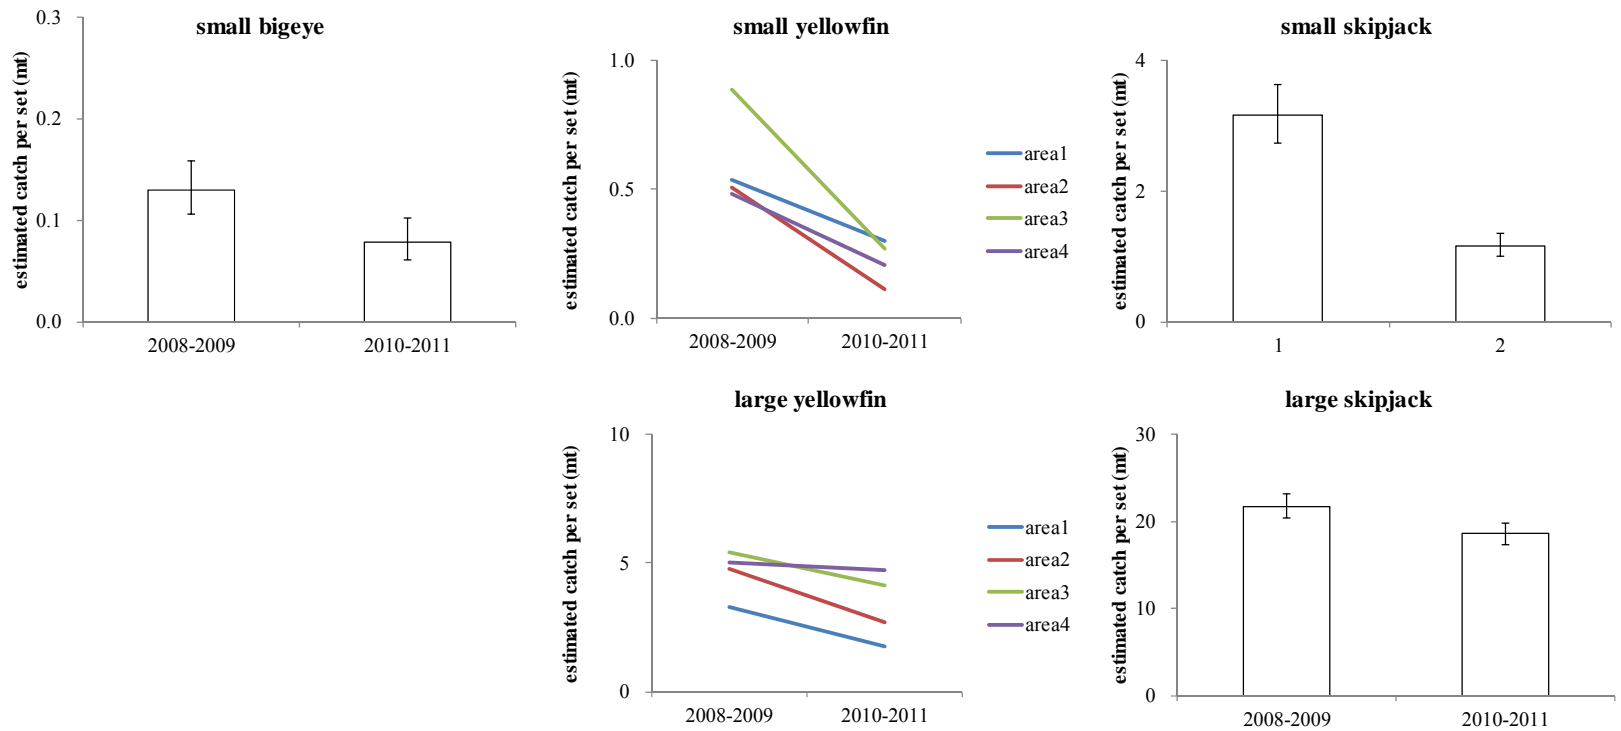 small bigeye
estimated catch per set (mt)
0.3
0.2
0.1
0.0
2008-2009
2010-2011
small yellowfin
estimated catch per set (mt)
1.0
0.5
0.0
2008-2009
2010-2011
area1
area2
area3
area4
small skipjack
estimated catch per set (mt)
4
2
0
1
2
large yellowfin
estimated catch per set (mt)
10
5
0
2008-2009
2010-2011
area1
area2
area3
area4
large skipjack
estimated catch per set (mt)
30
20
10
0
2008-2009
2010-2011